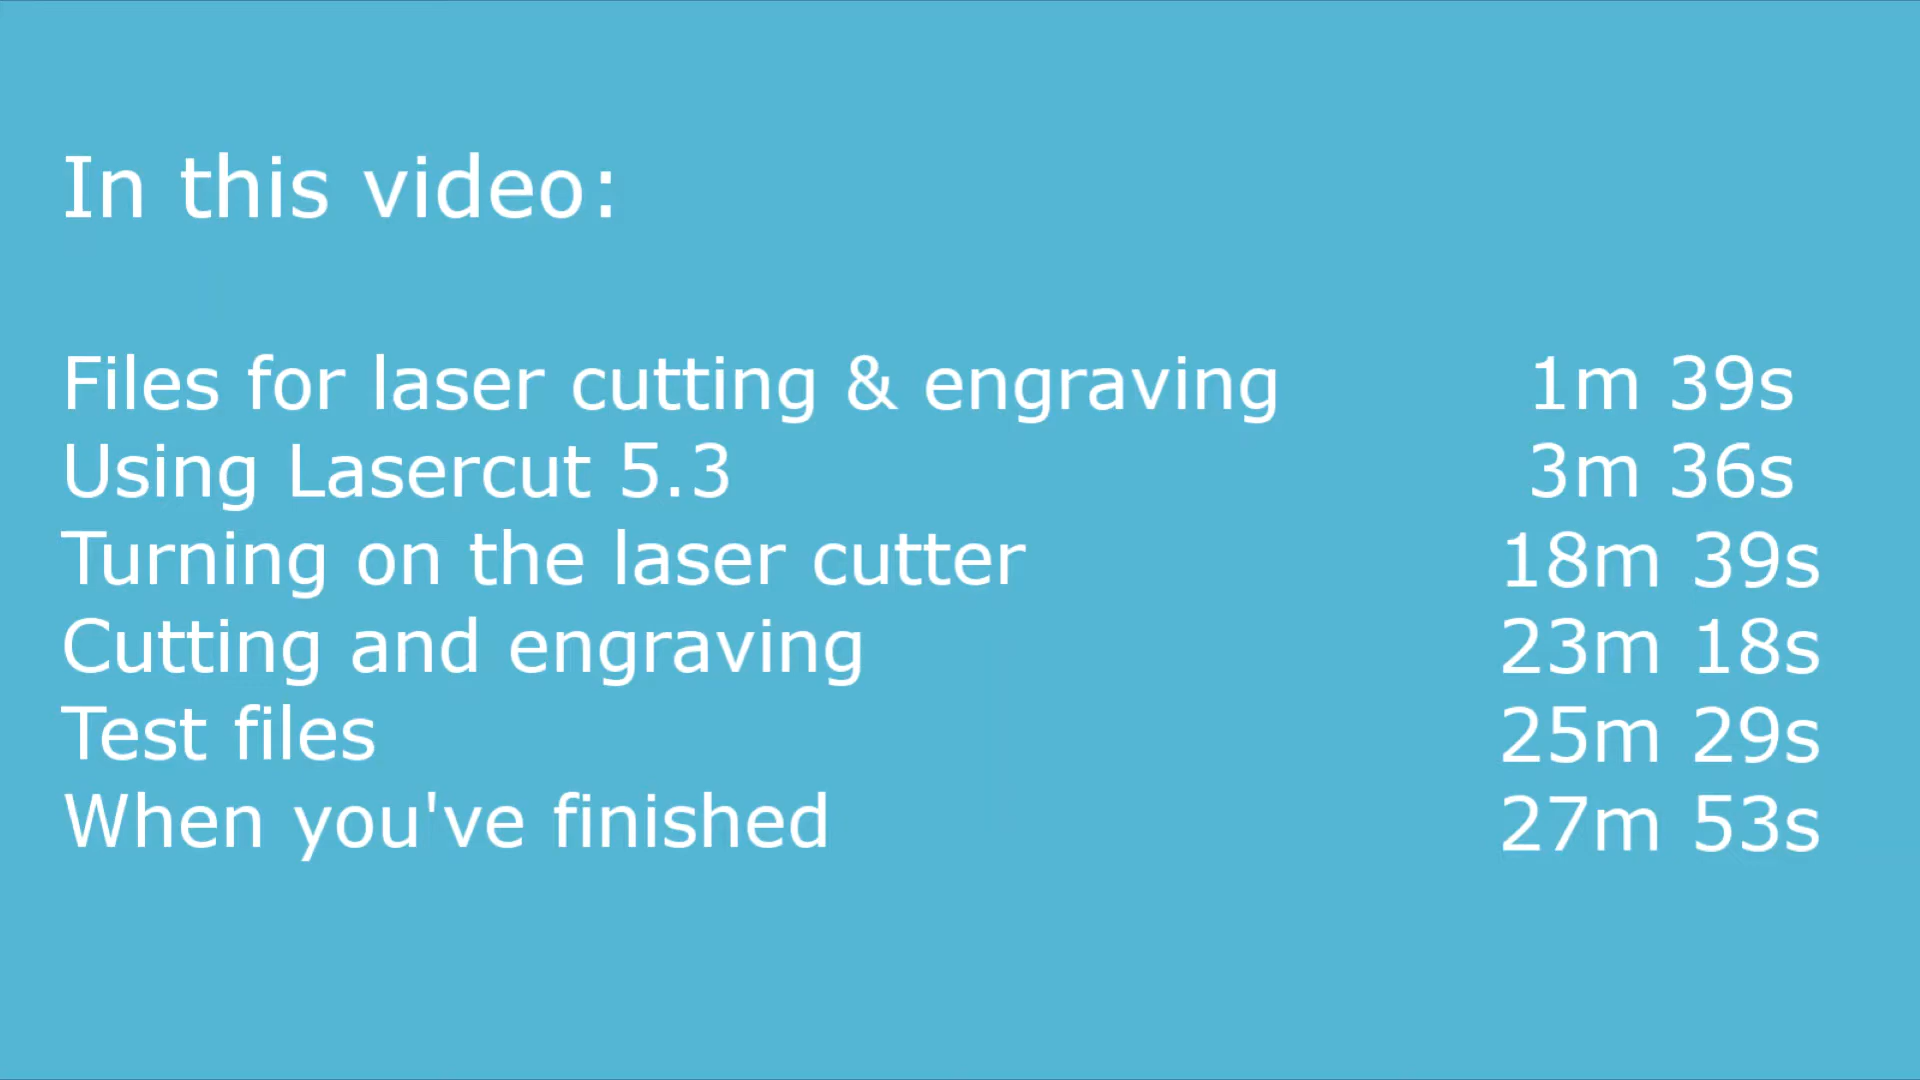 In this video:
Files for laser cutting & engraving 1m 39s
Using Lasercut 5.3 3m 36s
Turning on the laser cutter 18m 39s
Cutting and engraving 23m 18s
Test files 25m 29s
When you've finished 27m 53s